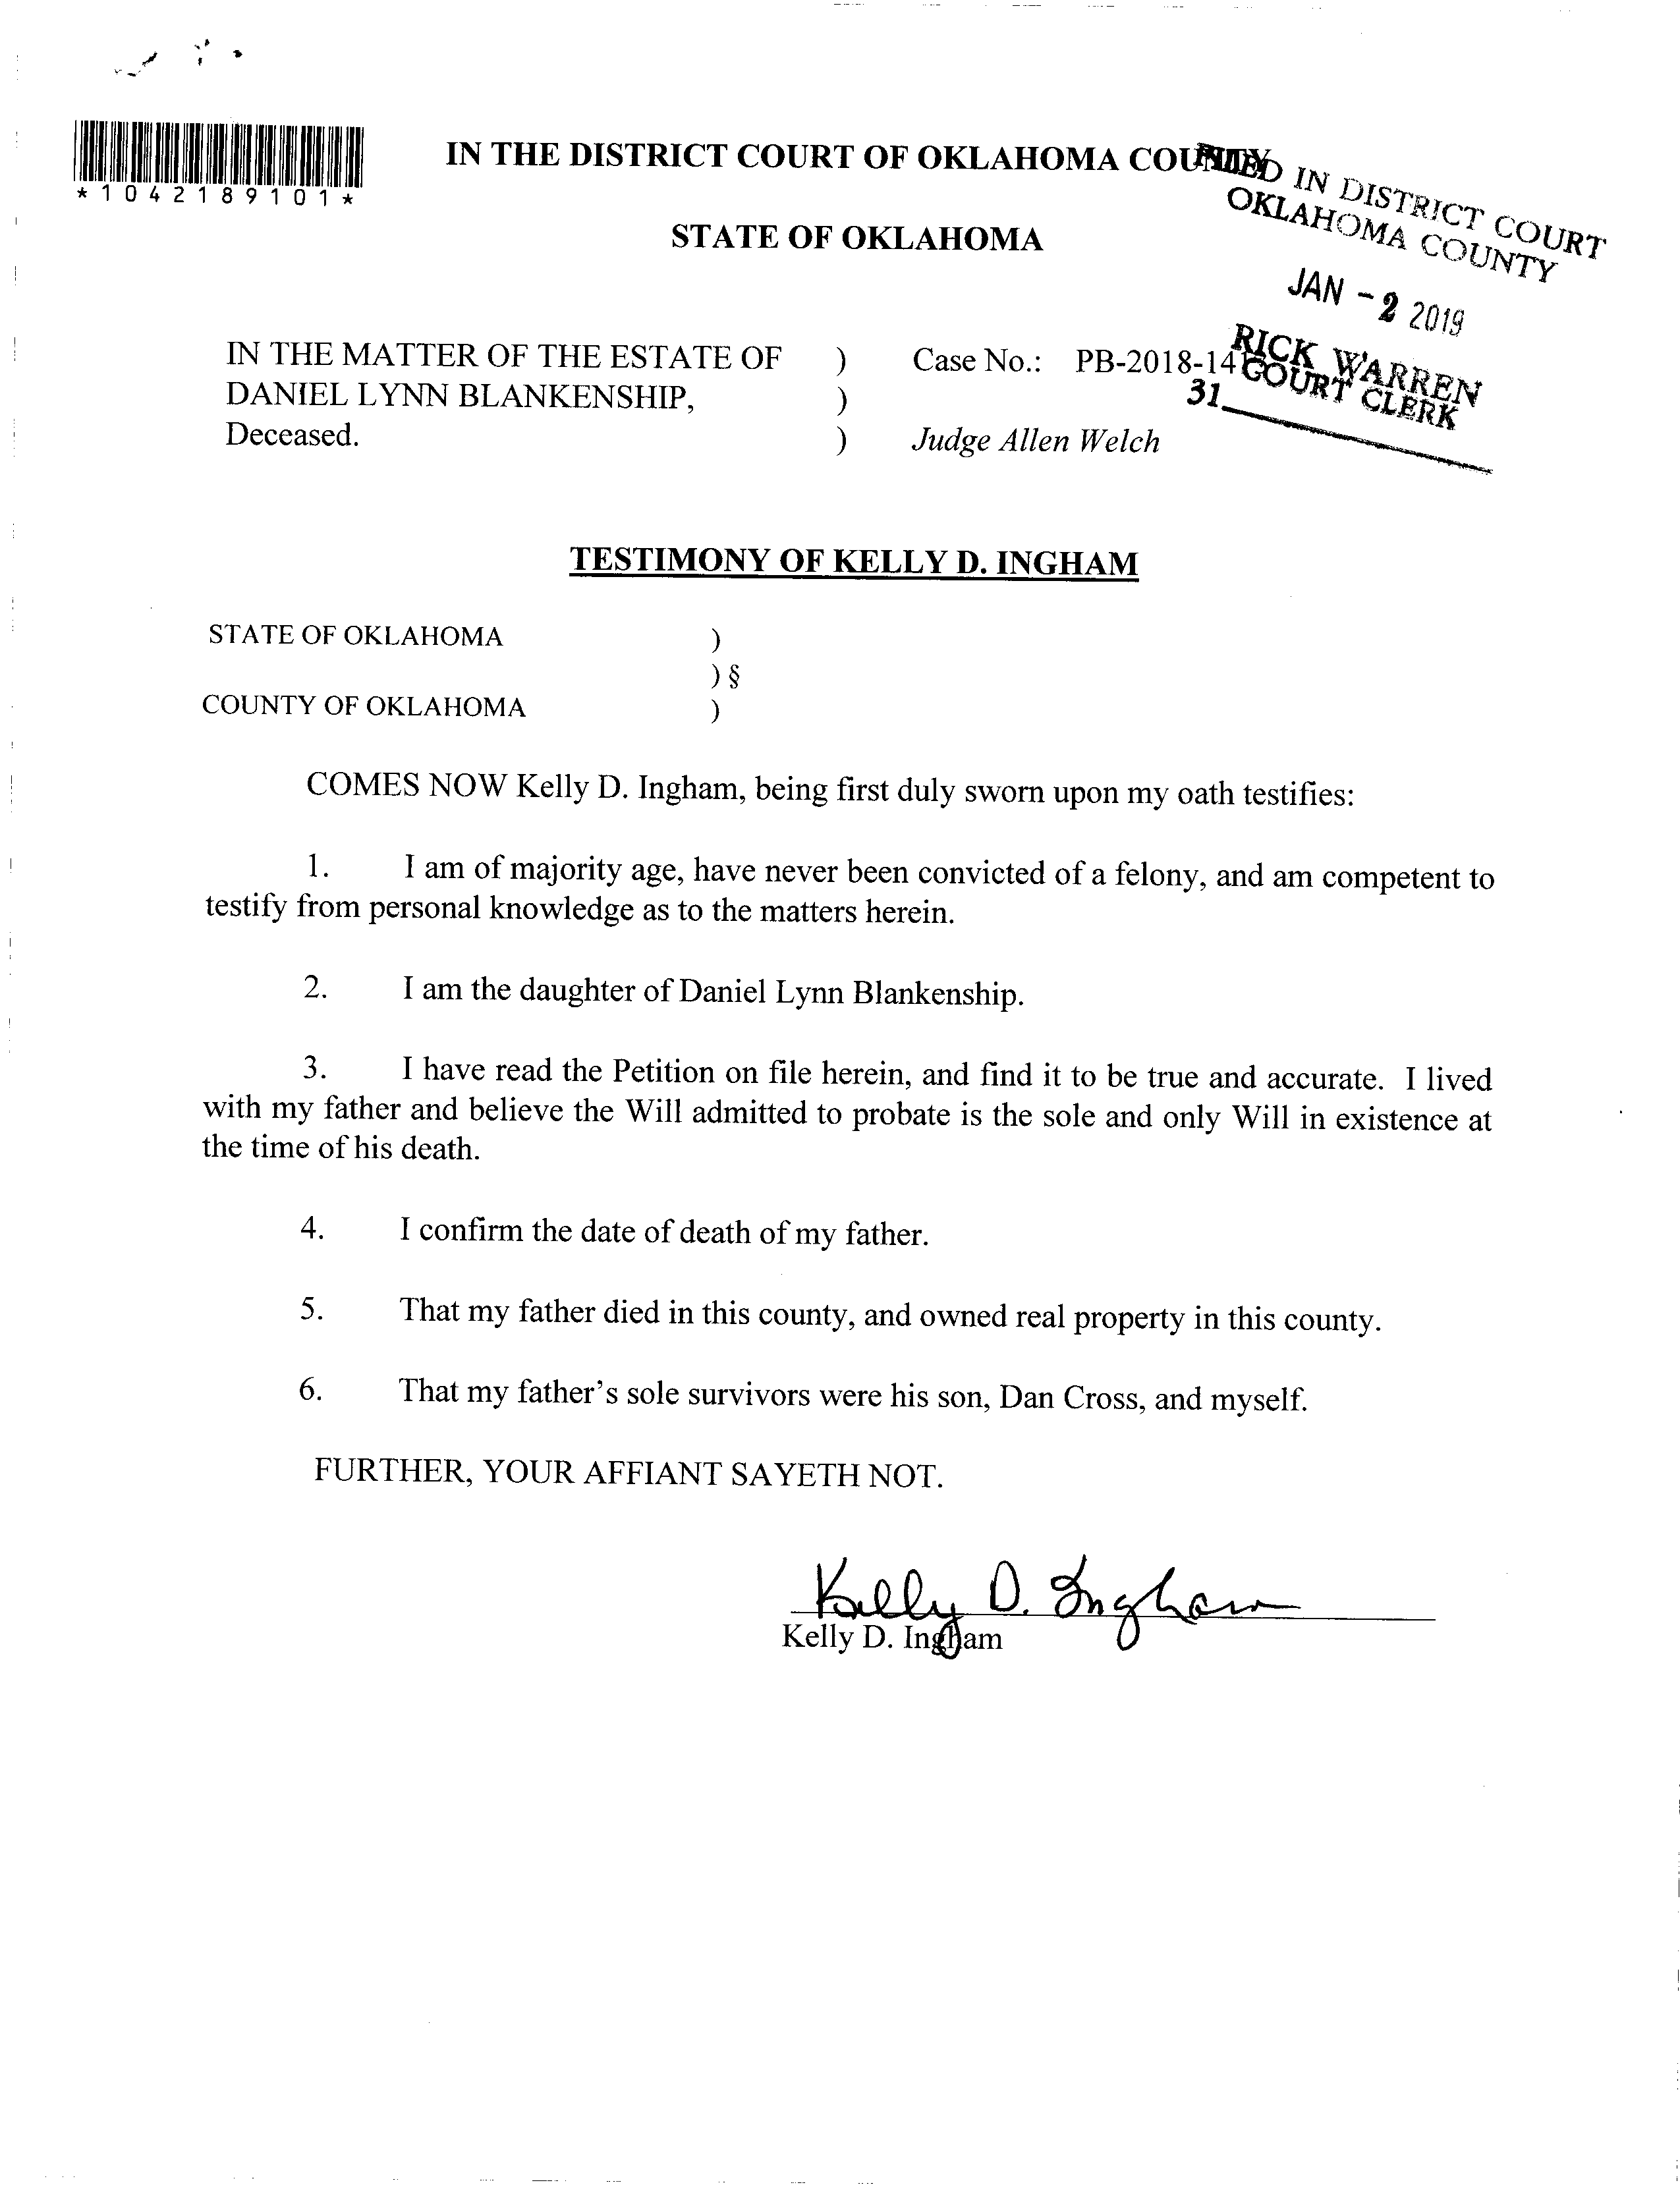 *1042189101*
IN THE DISTRICT COURT OF OKLAHOMA COUNTY
STATE OF OKLAHOMA
FILED IN DISTRICT COURT
OKLAHOMA COUNTY
JAN - 2 2019
RICK WARREN
COURT CLERK
31
IN THE MATTER OF THE ESTATE OF )
DANIEL LYNN BLANKENSHIP, )
Deceased. )
Case No.: PB-2018-14
Judge Allen Welch
TESTIMONY OF KELLY D. INGHAM
STATE OF OKLAHOMA )
) §
COUNTY OF OKLAHOMA )
COMES NOW Kelly D. Ingham, being first duly sworn upon my oath testifies:
1. I am of majority age, have never been convicted of a felony, and am competent to
testify from personal knowledge as to the matters herein.
2. I am the daughter of Daniel Lynn Blankenship.
3. I have read the Petition on file herein, and find it to be true and accurate. I lived
with my father and believe the Will admitted to probate is the sole and only Will in existence at
the time of his death.
4. I confirm the date of death of my father.
5. That my father died in this county, and owned real property in this county.
6. That my father's sole survivors were his son, Dan Cross, and myself.
FURTHER, YOUR AFFIANT SAYETH NOT.
Kelly D. Ingham
Kelly D. Ingham